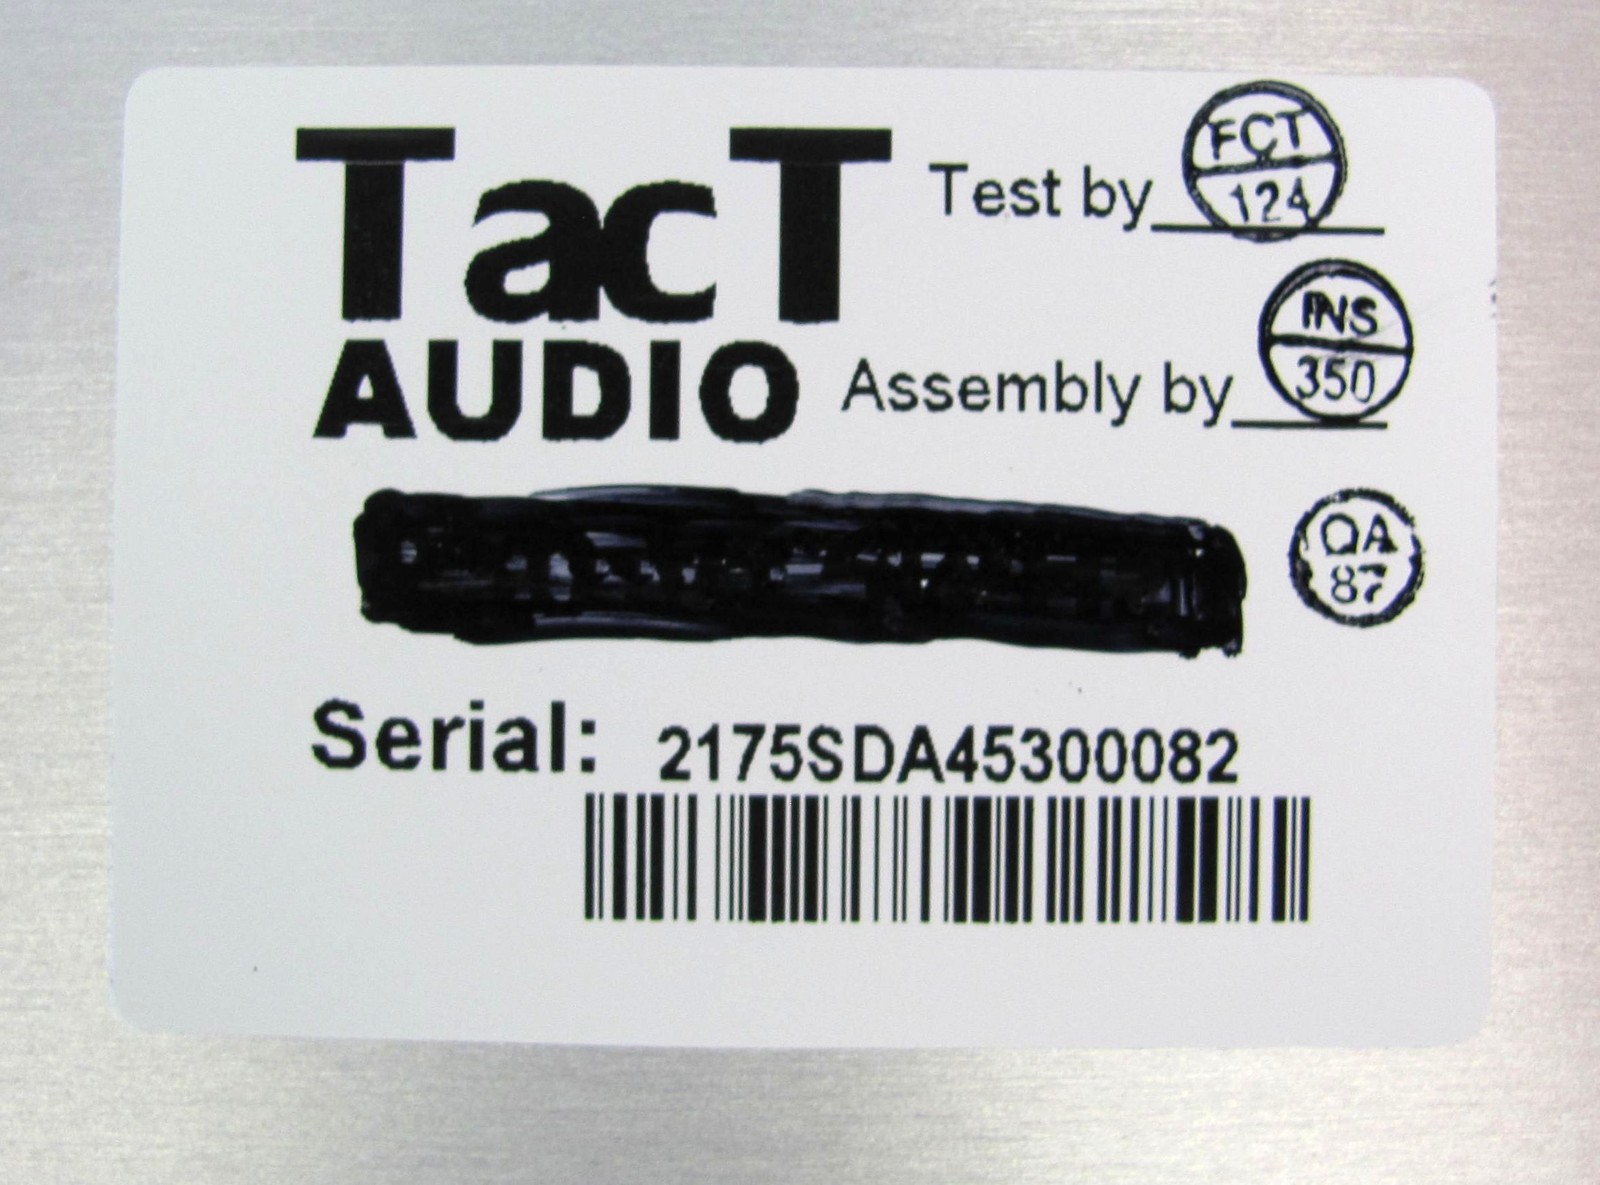 TacT
AUDIO
Test by
FCT
124
Assembly by
INS
350
QA
87
Serial: 2175SDA45300082